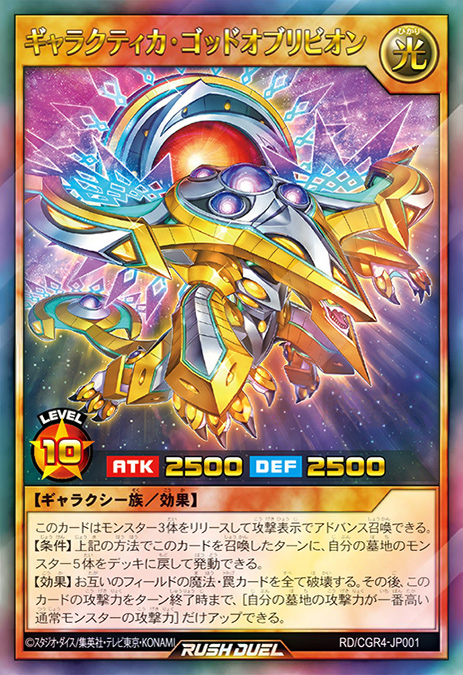 ギャラクティカ・ゴッドオブリビオン
ひかり
光
LEVEL
10
ATK 2500 DEF 2500
【ギャラクシー族/効果】
このカードはモンスター3体をリリースして攻撃表示でアドバンス召喚できる。
【条件】上記の方法でこのカードを召喚したターンに、自分の墓地のモン
スター5体をデッキに戻して発動できる。
【効果】お互いのフィールドの魔法・罠カードを全て破壊する。その後、この
カードの攻撃力をターン終了時まで、[自分の墓地の攻撃力が一番高い
通常モンスターの攻撃力]だけアップできる。
©スタジオ・ダイス/集英社・テレビ東京・KONAMI
RUSH DUEL
RD/CGR4-JP001